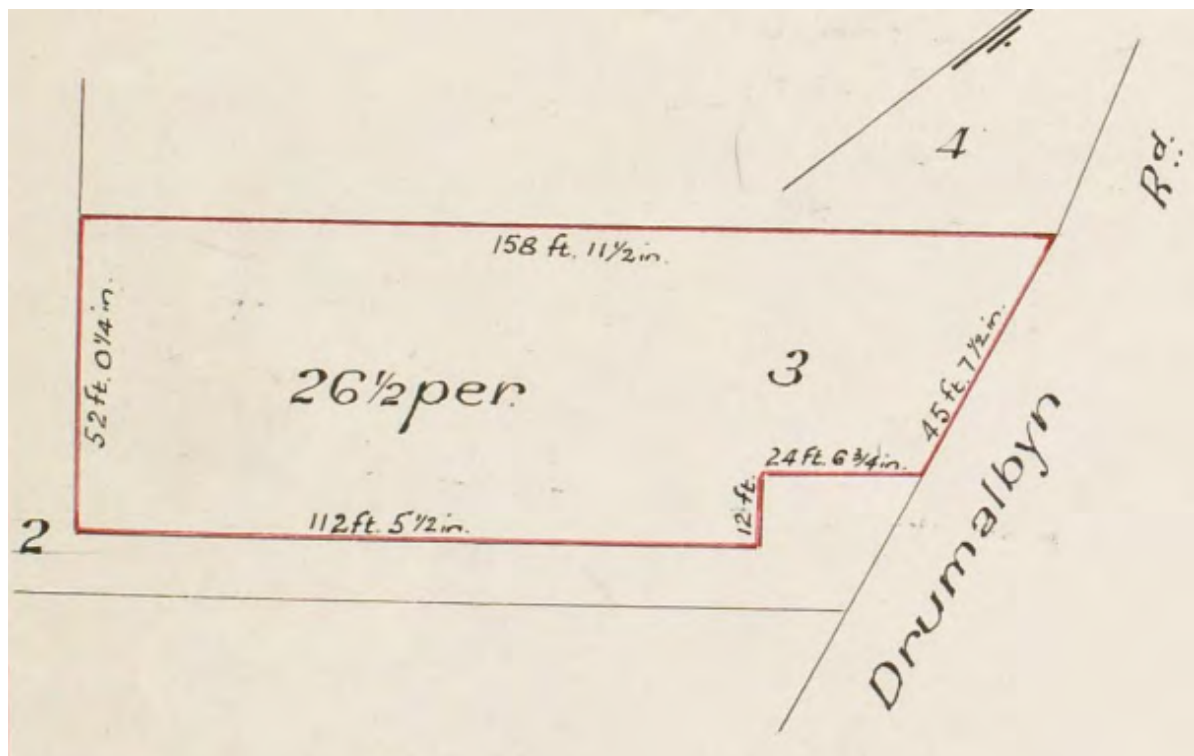 4
Rd.
158 ft. 11½ in.
52 ft. 0¼ in.
26½ per.
3
45 ft. 7½ in.
24 ft. 6¾ in.
12 ft.
112 ft. 5½ in.
2
Drumalbyn